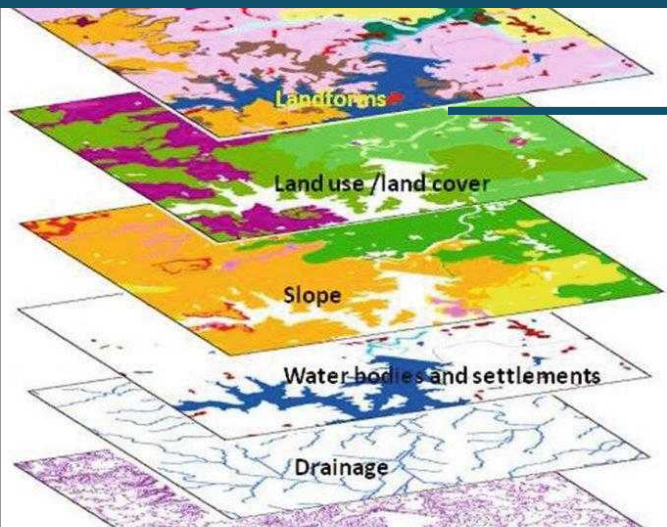 Landforms
Land use /land cover
Slope
Water bodies and settlements
Drainage